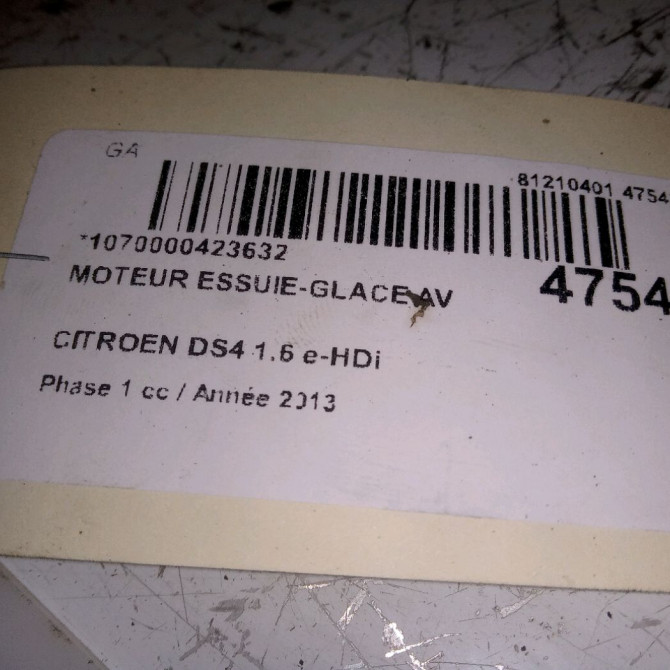 GA
81210401 4754
*1070000423632
4754
MOTEUR ESSUIE-GLACE AV
CITROEN DS4 1.6 e-HDi
Phase 1 cc / Année 2013